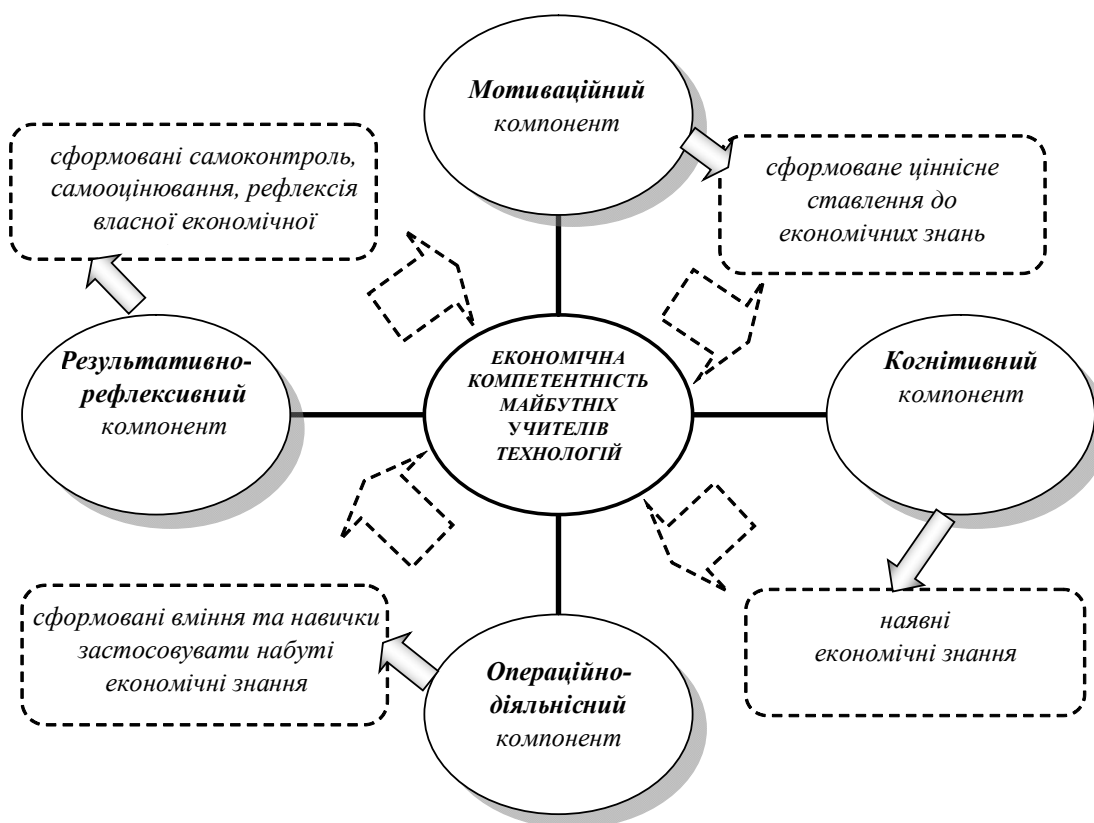 Мотиваційний
компонент
сформовані самоконтроль,
самооцінювання, рефлексія
власної економічної
сформоване ціннісне
ставлення до
економічних знань
Результативно-
рефлексивний
компонент
ЕКОНОМІЧНА
КОМПЕТЕНТНІСТЬ
МАЙБУТНІХ
УЧИТЕЛІВ
ТЕХНОЛОГІЙ
Когнітивний
компонент
сформовані вміння та навички
застосовувати набуті
економічні знання
Операційно-
діяльнісний
компонент
наявні
економічні знання